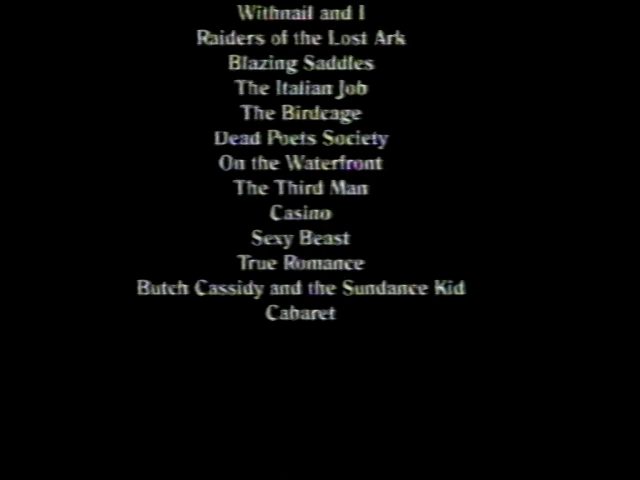 Withnail and I
Raiders of the Lost Ark
Blazing Saddles
The Italian Job
The Birdcage
Dead Poets Society
On the Waterfront
The Third Man
Casino
Sexy Beast
True Romance
Butch Cassidy and the Sundance Kid
Cabaret